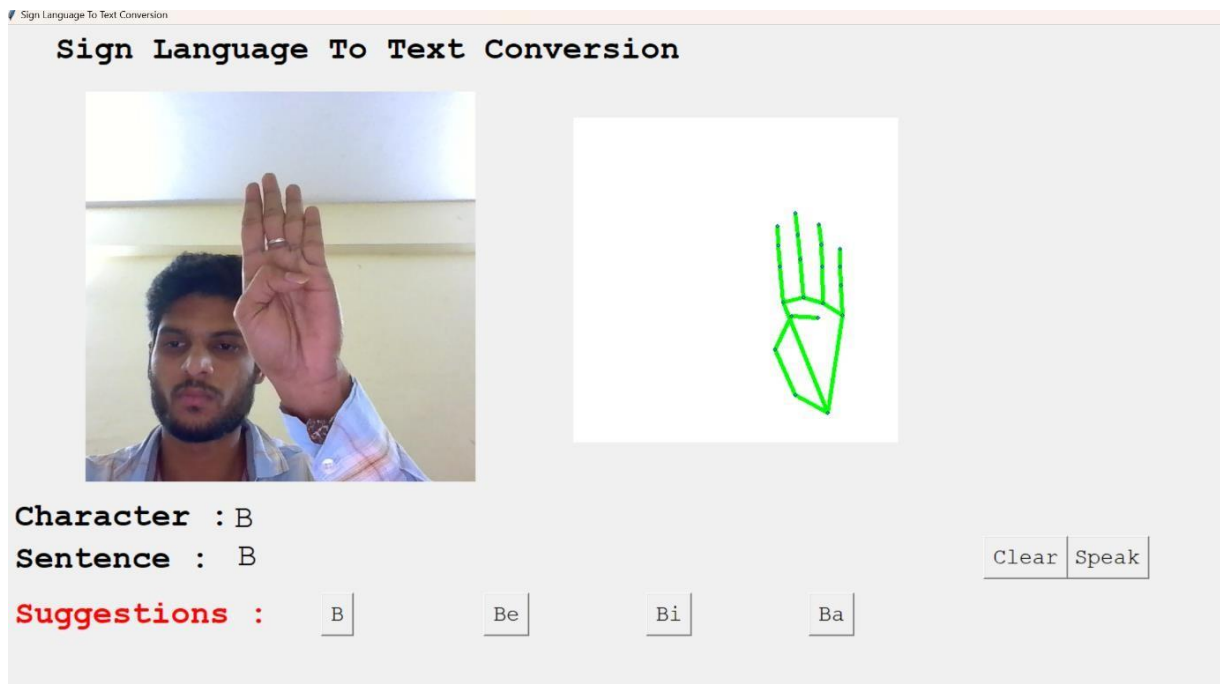 Sign Language To Text Conversion
Sign Language To Text Conversion
Character : B
Sentence : B
Clear Speak
Suggestions : B Be Bi Ba